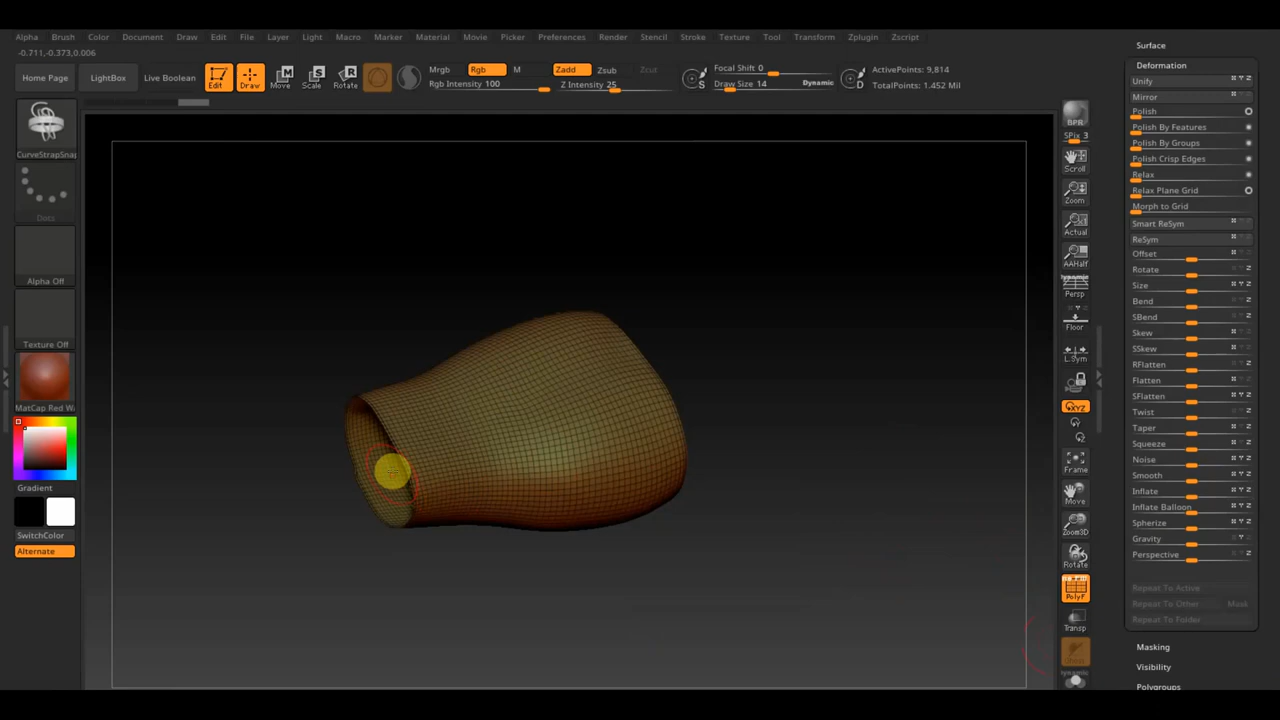 Alpha Brush Color Document Draw Edit File Layer Light Macro Marker Material Movie Picker Preferences Render Stencil Stroke Texture Tool Transform Zplugin Zscript
-0.711,-0.373,0.006
Home Page
LightBox
Live Boolean
Edit
Draw
Move
Scale
Rotate
Mrgb Rgb M
Rgb Intensity 100
Zadd Zsub Zcut
Z Intensity 25
Focal Shift 0
Draw Size 14 Dynamic
ActivePoints: 9,814
TotalPoints: 1.452 Mil
CurveStrapSnap
Dots
Alpha Off
Texture Off
MatCap Red Wa
Gradient
SwitchColor
Alternate
BPR
SPix 3
Scroll
Zoom
Actual
AAHalf
Dynamic
Persp
Floor
L.Sym
XYZ
Frame
Move
Zoom3D
Rotate
PolyF
Transp
Dynamic
Surface
Deformation
Unify
Mirror
Polish
Polish By Features
Polish By Groups
Polish Crisp Edges
Relax
Relax Plane Grid
Morph to Grid
Smart ReSym
ReSym
Offset
Rotate
Size
Bend
SBend
Skew
SSkew
RFlatten
Flatten
SFlatten
Twist
Taper
Squeeze
Noise
Smooth
Inflate
Inflate Balloon
Spherize
Gravity
Perspective
Repeat To Active
Repeat To Other Mask
Repeat To Folder
Masking
Visibility
Polygroups